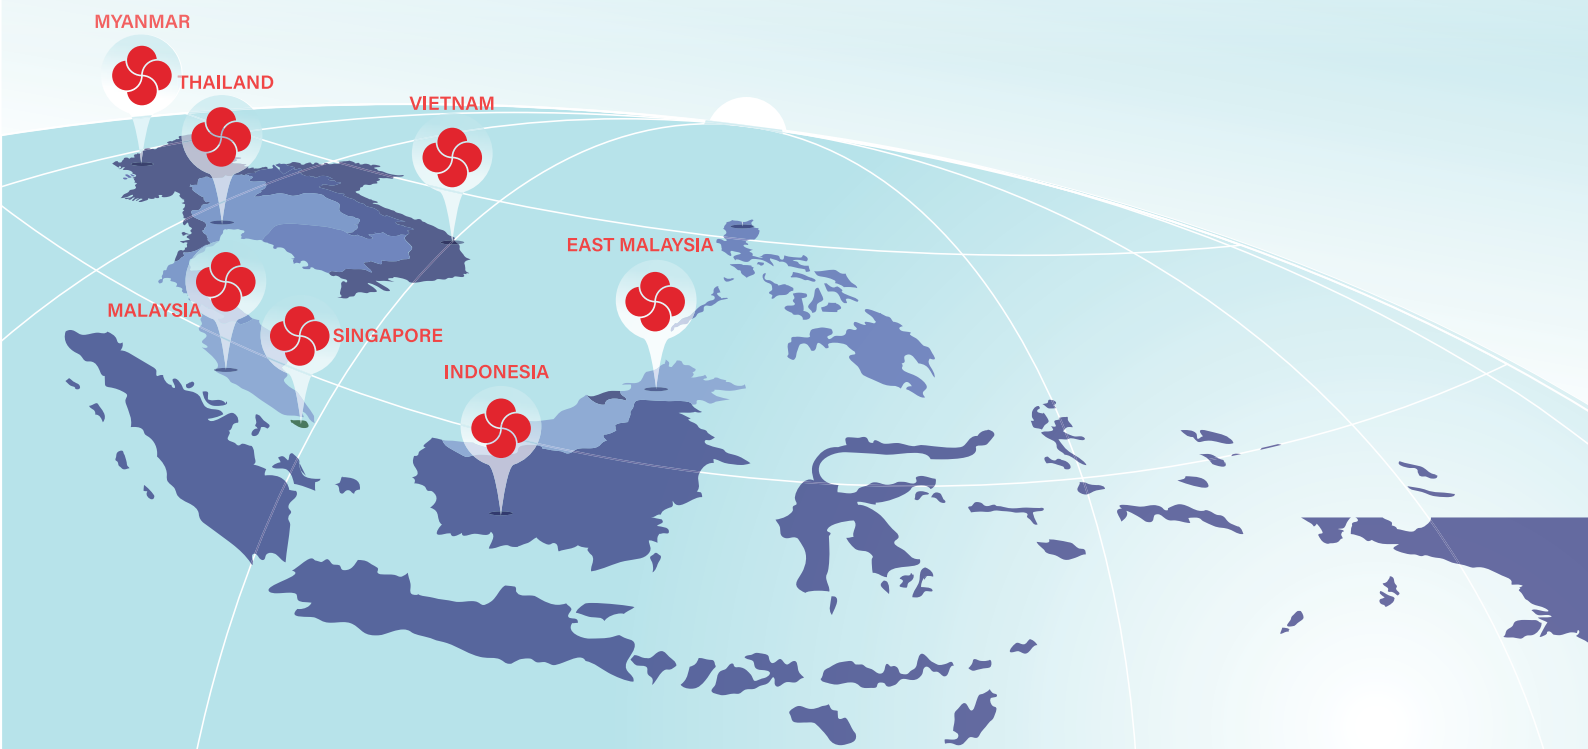 MYANMAR
THAILAND
VIETNAM
EAST MALAYSIA
MALAYSIA
SINGAPORE
INDONESIA